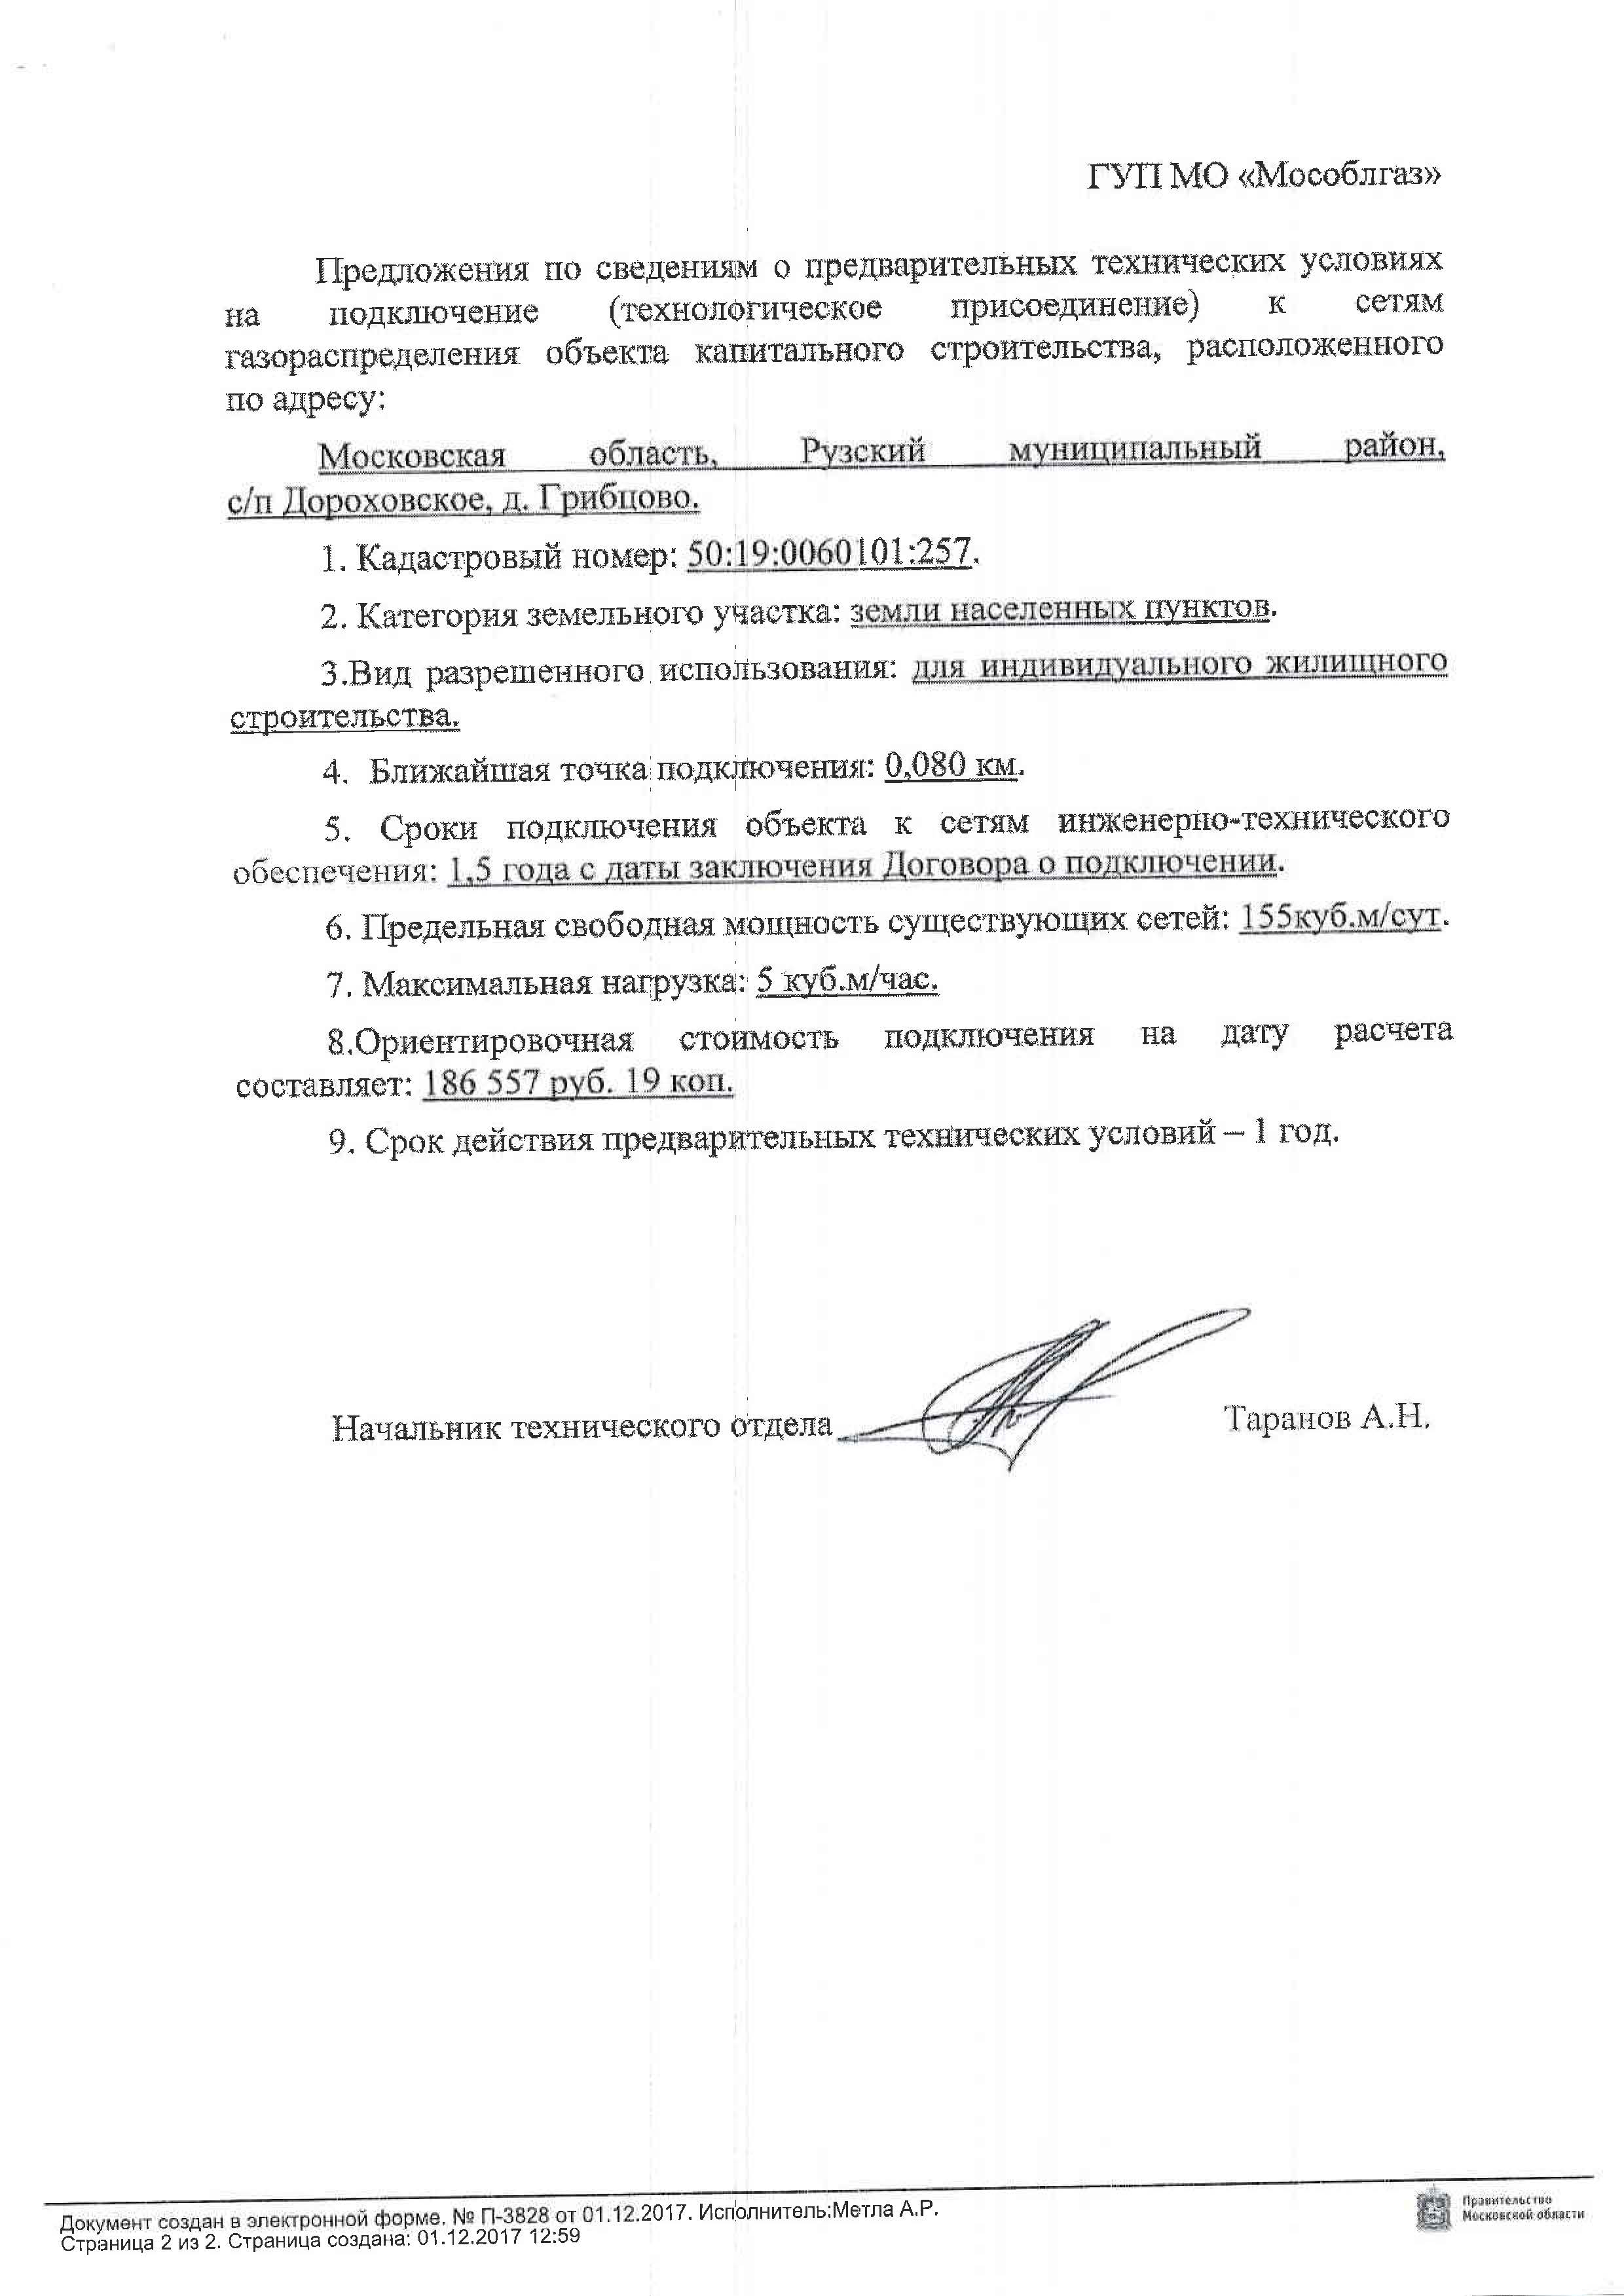 ГУП МО «Мособлгаз»
Предложения по сведениям о предварительных технических условиях
на подключение (технологическое присоединение) к сетям
газораспределения объекта капитального строительства, расположенного
по адресу:
Московская область, Рузский муниципальный район,
с/п Дороховское, д. Грибцово.
1. Кадастровый номер: 50:19:0060101:257.
2. Категория земельного участка: земли населенных пунктов.
3.Вид разрешенного использования: для индивидуального жилищного
строительства.
4. Ближайшая точка подключения: 0,080 км.
5. Сроки подключения объекта к сетям инженерно-технического
обеспечения: 1,5 года с даты заключения Договора о подключении.
6. Предельная свободная мощность существующих сетей: 155куб.м/сут.
7. Максимальная нагрузка: 5 куб.м/час.
8.Ориентировочная стоимость подключения на дату расчета
составляет: 186 557 руб. 19 коп.
9. Срок действия предварительных технических условий – 1 год.
Начальник технического отдела Таранов А.Н.
Документ создан в электронной форме. № П-3828 от 01.12.2017. Исполнитель:Метла А.Р.
Страница 2 из 2. Страница создана: 01.12.2017 12:59
Правительство
Московской области